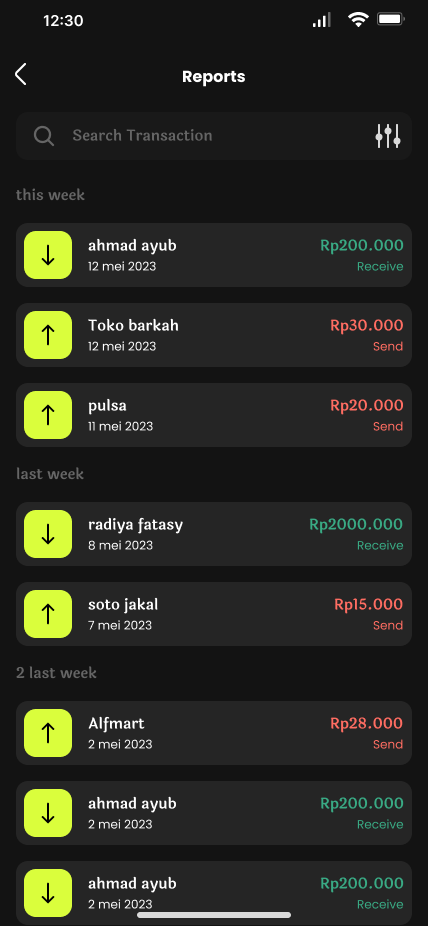 12:30
Reports
Search Transaction
this week
ahmad ayub Rp200.000
12 mei 2023 Receive
Toko barkah Rp30.000
12 mei 2023 Send
pulsa Rp20.000
11 mei 2023 Send
last week
radiya fatasy Rp2000.000
8 mei 2023 Receive
soto jakal Rp15.000
7 mei 2023 Send
2 last week
Alfmart Rp28.000
2 mei 2023 Send
ahmad ayub Rp200.000
2 mei 2023 Receive
ahmad ayub Rp200.000
2 mei 2023 Receive